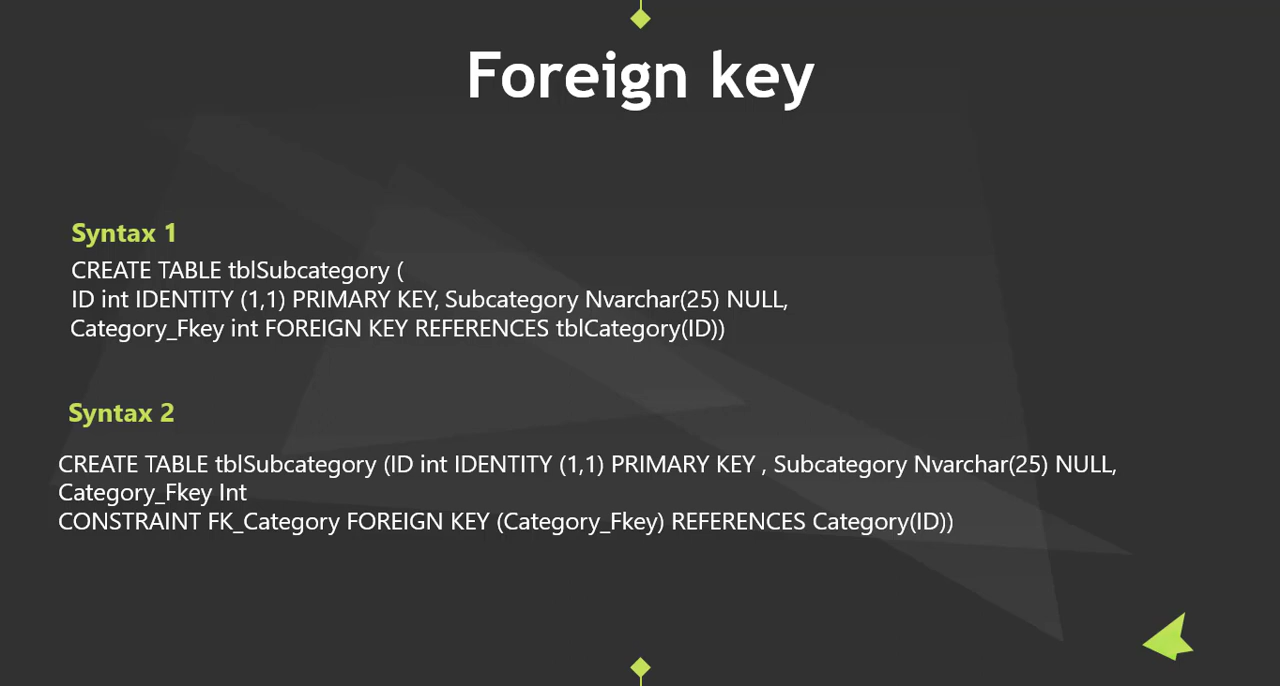 Foreign key
Syntax 1
CREATE TABLE tblSubcategory (
ID int IDENTITY (1,1) PRIMARY KEY, Subcategory Nvarchar(25) NULL,
Category_Fkey int FOREIGN KEY REFERENCES tblCategory(ID))
Syntax 2
CREATE TABLE tblSubcategory (ID int IDENTITY (1,1) PRIMARY KEY , Subcategory Nvarchar(25) NULL,
Category_Fkey Int
CONSTRAINT FK_Category FOREIGN KEY (Category_Fkey) REFERENCES Category(ID))